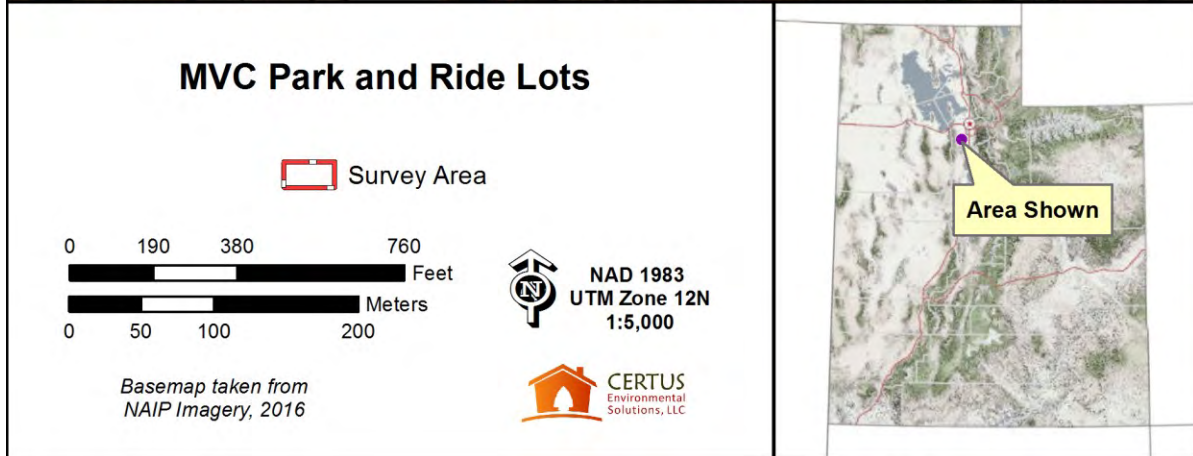 MVC Park and Ride Lots
Survey Area
0 190 380 760
Feet
Meters
0 50 100 200
Basemap taken from
NAIP Imagery, 2016
N
NAD 1983
UTM Zone 12N
1:5,000
CERTUS
Environmental
Solutions, LLC
Area Shown